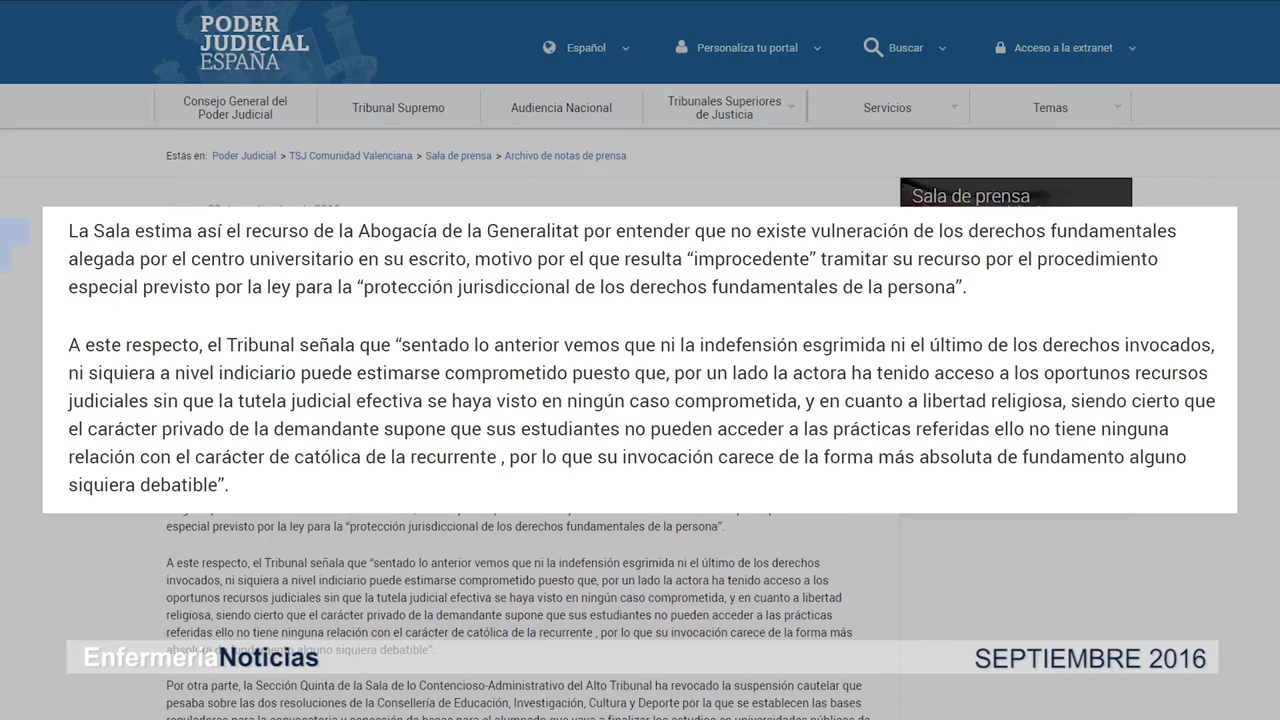 PODER
JUDICIAL
ESPAÑA
Español
Personaliza tu portal
Buscar
Acceso a la extranet
Consejo General del
Poder Judicial
Tribunal Supremo
Audiencia Nacional
Tribunales Superiores
de Justicia
Servicios
Temas
Estás en: Poder Judicial > TSJ Comunidad Valenciana > Sala de prensa > Archivo de notas de prensa
Sala de prensa
La Sala estima así el recurso de la Abogacía de la Generalitat por entender que no existe vulneración de los derechos fundamentales
alegada por el centro universitario en su escrito, motivo por el que resulta “improcedente” tramitar su recurso por el procedimiento
especial previsto por la ley para la “protección jurisdiccional de los derechos fundamentales de la persona”.
A este respecto, el Tribunal señala que “sentado lo anterior vemos que ni la indefensión esgrimida ni el último de los derechos invocados,
ni siquiera a nivel indiciario puede estimarse comprometido puesto que, por un lado la actora ha tenido acceso a los oportunos recursos
judiciales sin que la tutela judicial efectiva se haya visto en ningún caso comprometida, y en cuanto a libertad religiosa, siendo cierto que
el carácter privado de la demandante supone que sus estudiantes no pueden acceder a las prácticas referidas ello no tiene ninguna
relación con el carácter de católica de la recurrente , por lo que su invocación carece de la forma más absoluta de fundamento alguno
siquiera debatible”.
especial previsto por la ley para la “protección jurisdiccional de los derechos fundamentales de la persona”.
A este respecto, el Tribunal señala que “sentado lo anterior vemos que ni la indefensión esgrimida ni el último de los derechos
invocados, ni siquiera a nivel indiciario puede estimarse comprometido puesto que, por un lado la actora ha tenido acceso a los
oportunos recursos judiciales sin que la tutela judicial efectiva se haya visto en ningún caso comprometida, y en cuanto a libertad
religiosa, siendo cierto que el carácter privado de la demandante supone que sus estudiantes no pueden acceder a las prácticas
referidas ello no tiene ninguna relación con el carácter de católica de la recurrente , por lo que su invocación carece de la forma más
alguno siquiera debatible”.
EnfermeríaNoticias
SEPTIEMBRE 2016
Por otra parte, la Sección Quinta de la Sala de lo Contencioso-Administrativo del Alto Tribunal ha revocado la suspensión cautelar que
pesaba sobre las dos resoluciones de la Consellería de Educación, Investigación, Cultura y Deporte por la que se establecen las bases